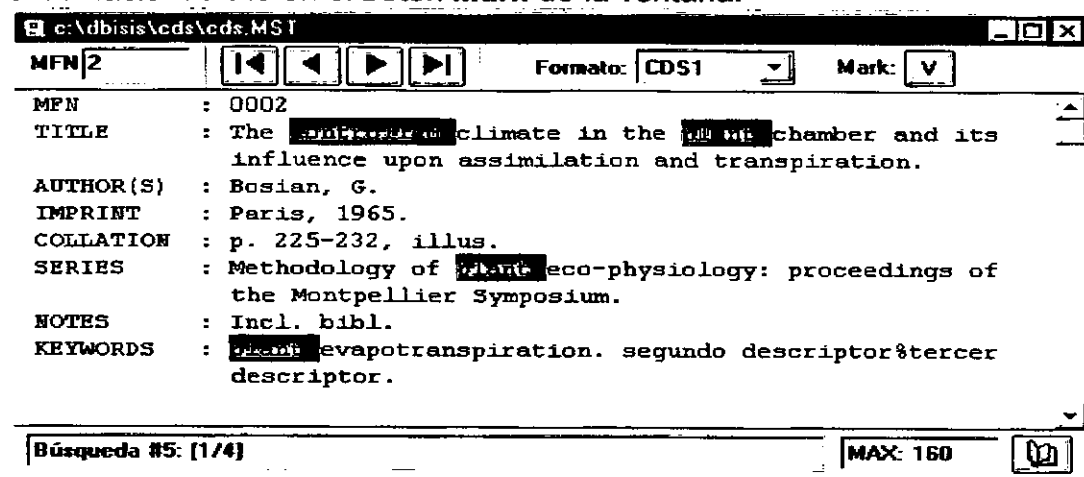 c:\dbisis\cds\cds.MST
MFN 2 Formato: CDS1 Mark: V
MFN : 0002
TITLE : The climate in the chamber and its
influence upon assimilation and transpiration.
AUTHOR(S) : Bosian, G.
IMPRINT : Paris, 1965.
COLLATION : p. 225-232, illus.
SERIES : Methodology of plant eco-physiology: proceedings of
the Montpellier Symposium.
NOTES : Incl. bibl.
KEYWORDS : plant evapotranspiration. segundo descriptor%tercer
descriptor.
Búsqueda #5: [1/4] MAX: 160